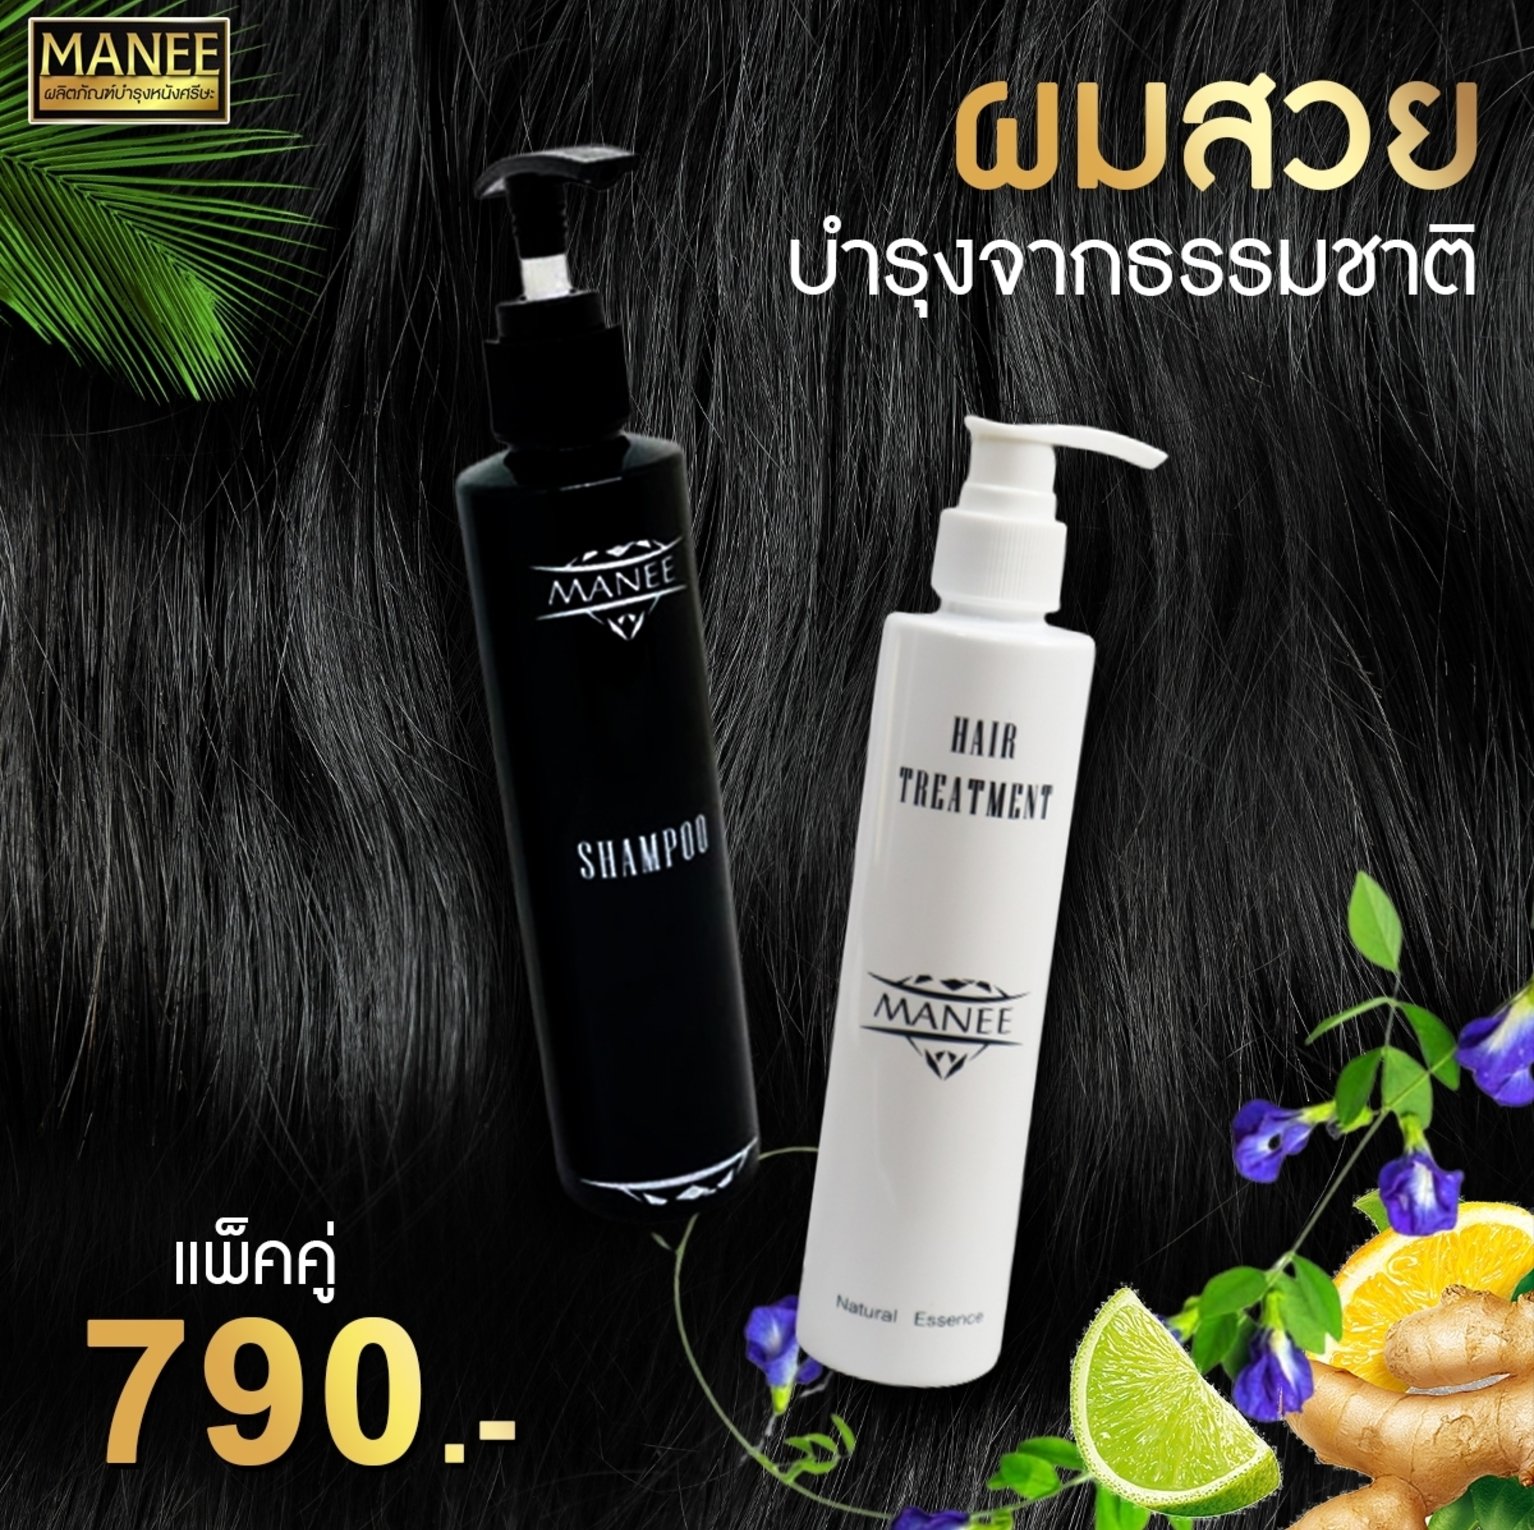 MANEE
ผลิตภัณฑ์บำรุงหนังศรีษะ
ผมสวย
บำรุงจากธรรมชาติ
MANEE
SHAMPOO
HAIR
TREATMENT
MANEE
Natural Essence
แพ็คคู่
790.-